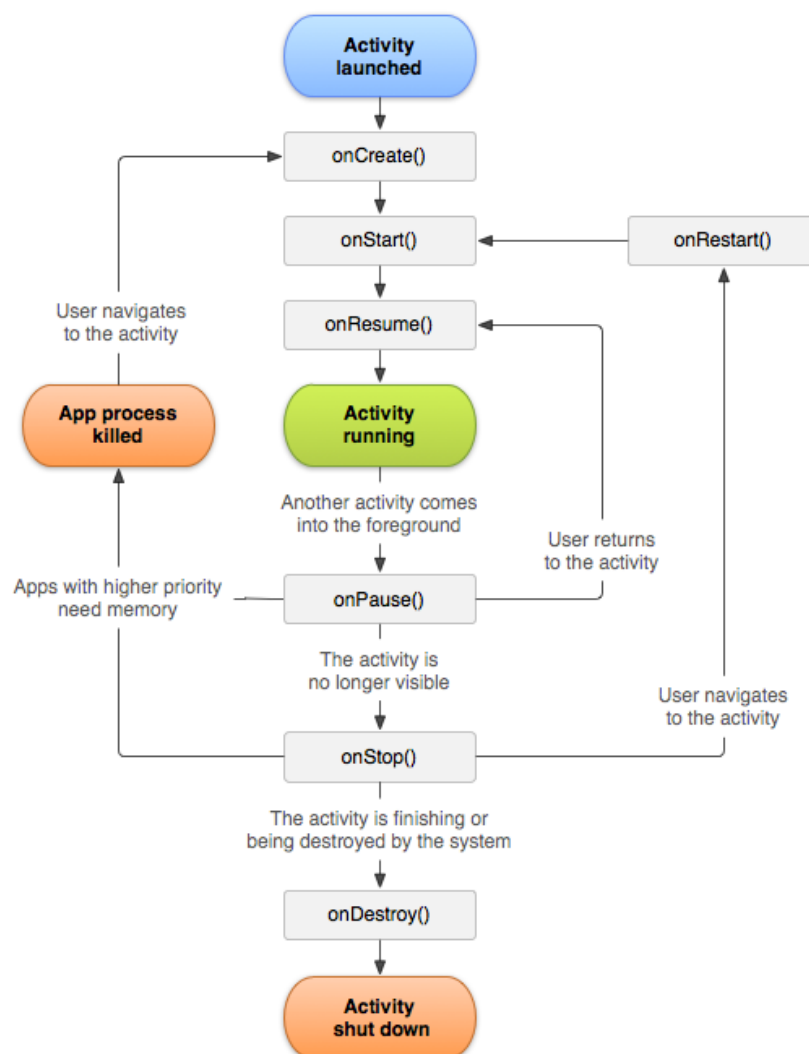 Activity
launched
onCreate()
onStart()
onRestart()
User navigates
to the activity
onResume()
App process
killed
Activity
running
Another activity comes
into the foreground
User returns
to the activity
Apps with higher priority
need memory
onPause()
The activity is
no longer visible
User navigates
to the activity
onStop()
The activity is finishing or
being destroyed by the system
onDestroy()
Activity
shut down